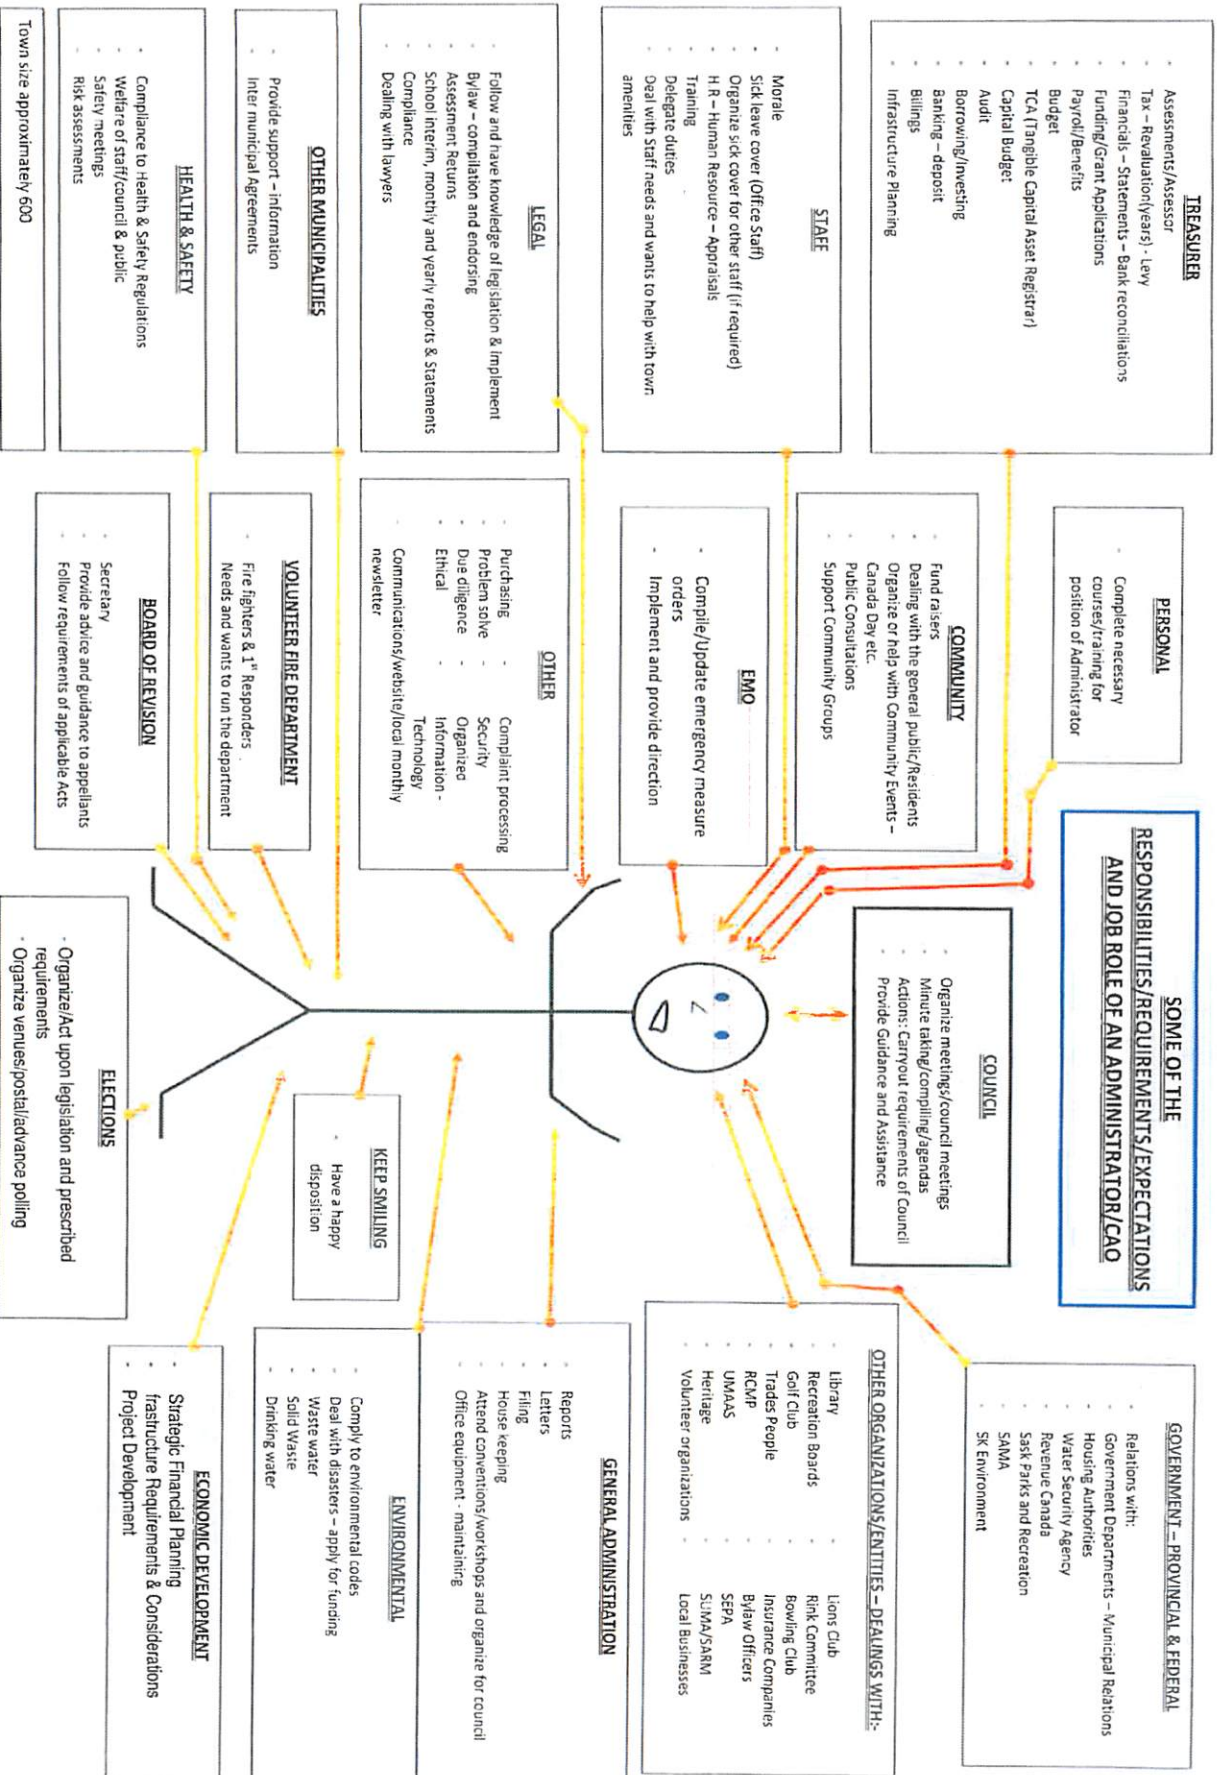 SOME OF THE
RESPONSIBILITIES/REQUIREMENTS/EXPECTATIONS
AND JOB ROLE OF AN ADMINISTRATOR/CAO
TREASURER
- Assessments/Assessor
- Tax – Revaluation(years) - Levy
- Financials – Statements – Bank reconciliations
- Funding/Grant Applications
- Payroll/Benefits
- Budget
- TCA (Tangible Capital Asset Registrar)
- Capital Budget
- Audit
- Borrowing/Investing
- Banking – deposit
- Billings
- Infrastructure Planning
PERSONAL
- Complete necessary
courses/training for
position of Administrator
COUNCIL
- Organize meetings/council meetings
- Minute taking/compiling/agendas
- Actions: Carryout requirements of Council
- Provide Guidance and Assistance
GOVERNMENT – PROVINCIAL & FEDERAL
- Relations with:
- Government Departments – Municipal Relations
- Housing Authorities
- Water Security Agency
- Revenue Canada
- Sask Parks and Recreation
- SAMA
- SK Environment
STAFF
- Morale
- Sick leave cover (Office Staff)
- Organize sick cover for other staff (if required)
- H.R – Human Resource – Appraisals
- Training
- Delegate duties
- Deal with Staff needs and wants to help with town
amenities
COMMUNITY
- Fund raisers
- Dealing with the general public/Residents
- Organize or help with Community Events –
Canada Day etc.
- Public Consultations
- Support Community Groups
OTHER ORGANIZATIONS/ENTITIES – DEALINGS WITH:-
- Library - Lions Club
- Recreation Boards - Rink Committee
- Golf Club - Bowling Club
- Trades People - Insurance Companies
- RCMP - Bylaw Officers
- UMAAS - SEPA
- Heritage - SUMA/SARM
- Volunteer organizations - Local Businesses
EMO
- Compile/Update emergency measure
orders
- Implement and provide direction
LEGAL
- Follow and have knowledge of legislation & implement
- Bylaw – compilation and endorsing
- Assessment Returns
- School interim, monthly and yearly reports & Statements
- Compliance
- Dealing with lawyers
OTHER
- Purchasing - Complaint processing
- Problem solve - Security
- Due diligence - Organized
- Ethical - Information -
Technology
- Communications/website/local monthly
newsletter
GENERAL ADMINISTRATION
- Reports
- Letters
- Filing
- House keeping
- Attend conventions/workshops and organize for council
- Office equipment - maintaining
OTHER MUNICIPALITIES
- Provide support – information
- Inter municipal Agreements
VOLUNTEER FIRE DEPARTMENT
- Fire fighters & 1st Responders
- Needs and wants to run the department
KEEP SMILING
- Have a happy
disposition
ENVIRONMENTAL
- Comply to environmental codes
- Deal with disasters – apply for funding
- Waste water
- Solid Waste
- Drinking water
HEALTH & SAFETY
- Compliance to Health & Safety Regulations
- Welfare of staff/council & public
- Safety meetings
- Risk assessments
BOARD OF REVISION
- Secretary
- Provide advice and guidance to appellants
- Follow requirements of applicable Acts
ELECTIONS
- Organize/Act upon legislation and prescribed
requirements
- Organize venues/postal/advance polling
ECONOMIC DEVELOPMENT
- Strategic Financial Planning
- frastructure Requirements & Considerations
- Project Development
Town size approximately 600